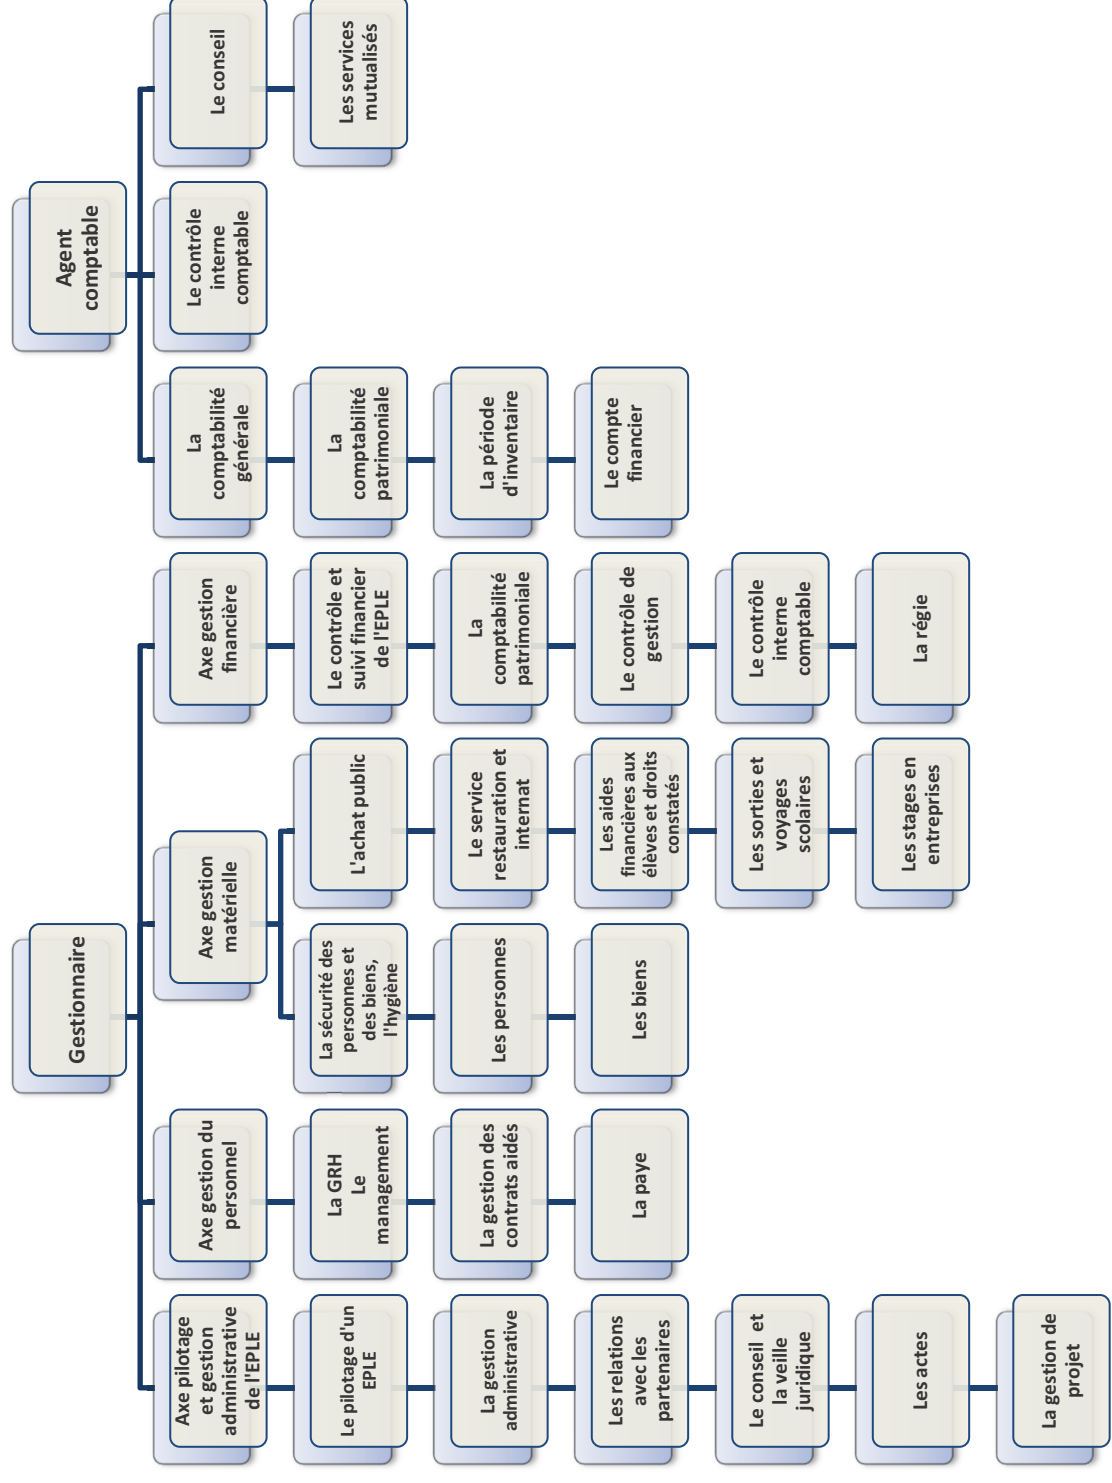 Gestionnaire
Axe pilotage
et gestion
administrative
de l'EPLE
Le pilotage d'un
EPLE
La gestion
administrative
Les relations
avec les
partenaires
Le conseil et
la veille
juridique
Les actes
La gestion de
projet
Axe gestion du
personnel
La GRH
Le
management
La gestion des
contrats aidés
La paye
Axe gestion
matérielle
La sécurité des
personnes et
des biens,
l'hygiène
Les personnes
Les biens
L'achat public
Le service
restauration et
internat
Les aides
financières aux
élèves et droits
constatés
Les sorties et
voyages
scolaires
Les stages en
entreprises
Axe gestion
financière
Le contrôle et
suivi financier
de l'EPLE
La
comptabilité
patrimoniale
Le contrôle de
gestion
Le contrôle
interne
comptable
La régie
Agent
comptable
La
comptabilité
générale
La
comptabilité
patrimoniale
La période
d'inventaire
Le compte
financier
Le contrôle
interne
comptable
Le conseil
Les services
mutualisés